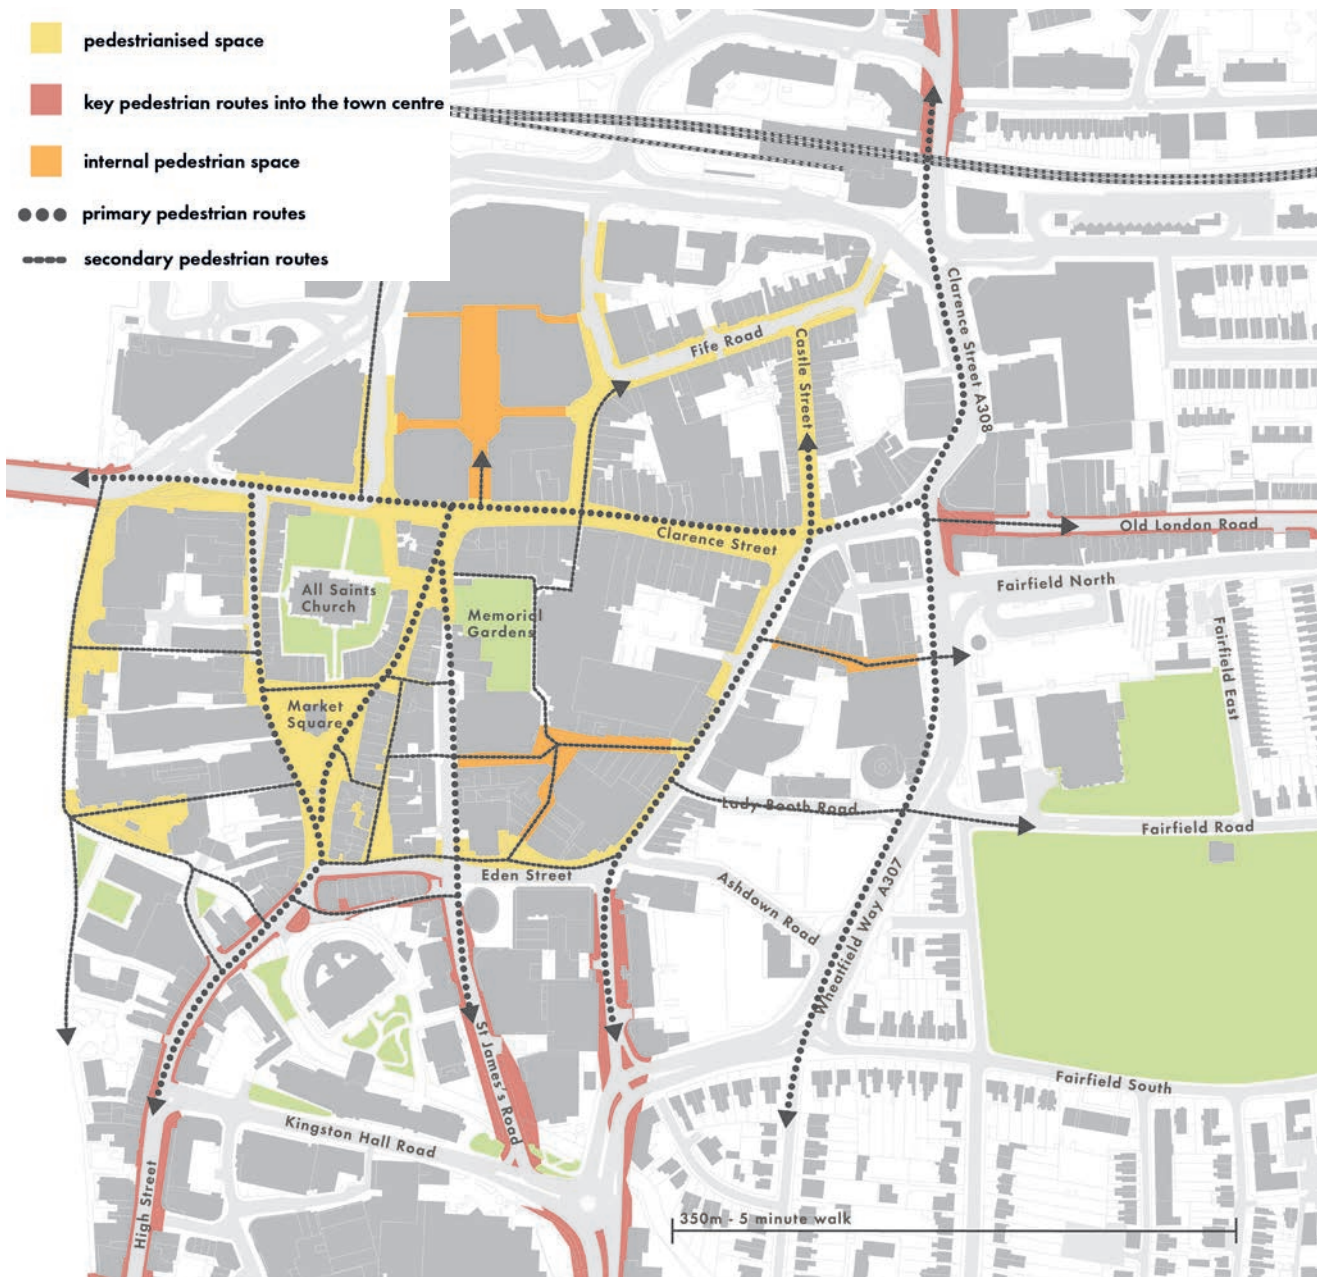 pedestrianised space
key pedestrian routes into the town centre
internal pedestrian space
primary pedestrian routes
secondary pedestrian routes
Clarence Street A308
Fife Road
Castle Street
Clarence Street
Old London Road
Fairfield North
All Saints
Church
Memorial
Gardens
Fairfield East
Market
Square
Lady Booth Road
Fairfield Road
Eden Street
Ashdown Road
Wheatfield Way A307
St James's Road
Fairfield South
Kingston Hall Road
High Street
350m - 5 minute walk